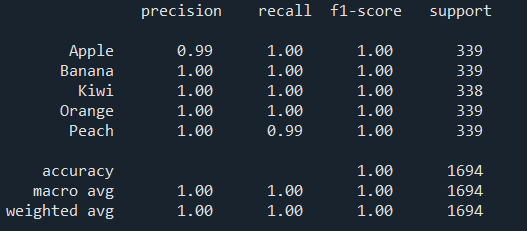 precision recall f1-score support
Apple 0.99 1.00 1.00 339
Banana 1.00 1.00 1.00 339
Kiwi 1.00 1.00 1.00 338
Orange 1.00 1.00 1.00 339
Peach 1.00 0.99 1.00 339
accuracy 1.00 1694
macro avg 1.00 1.00 1.00 1694
weighted avg 1.00 1.00 1.00 1694